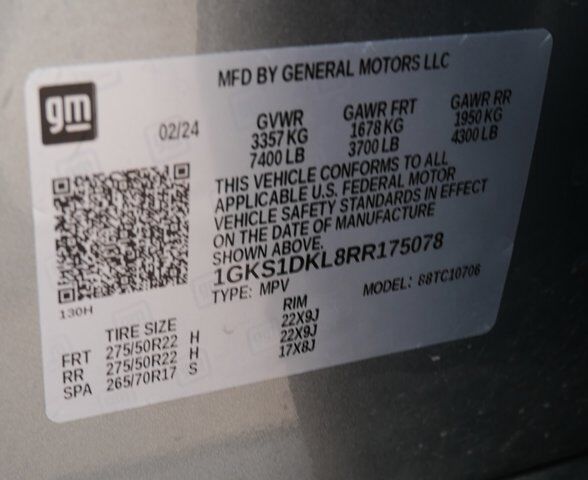 gm
MFD BY GENERAL MOTORS LLC
02/24
GVWR
3357 KG
7400 LB
GAWR FRT
1678 KG
3700 LB
GAWR RR
1950 KG
4300 LB
THIS VEHICLE CONFORMS TO ALL
APPLICABLE U.S. FEDERAL MOTOR
VEHICLE SAFETY STANDARDS IN EFFECT
ON THE DATE OF MANUFACTURE
SHOWN ABOVE.
1GKS1DKL8RR175078
TYPE: MPV
MODEL:
130H
TIRE SIZE
RIM
FRT 275/50R22 H 22X9J
RR 275/50R22 H 22X9J
SPA 265/70R17 S 17X8J